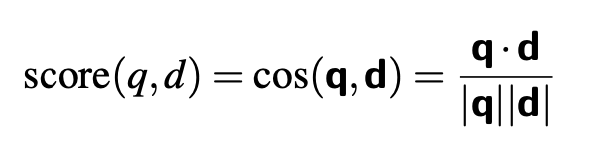 score(q,d) = cos(q,d) = q · d / |q||d|